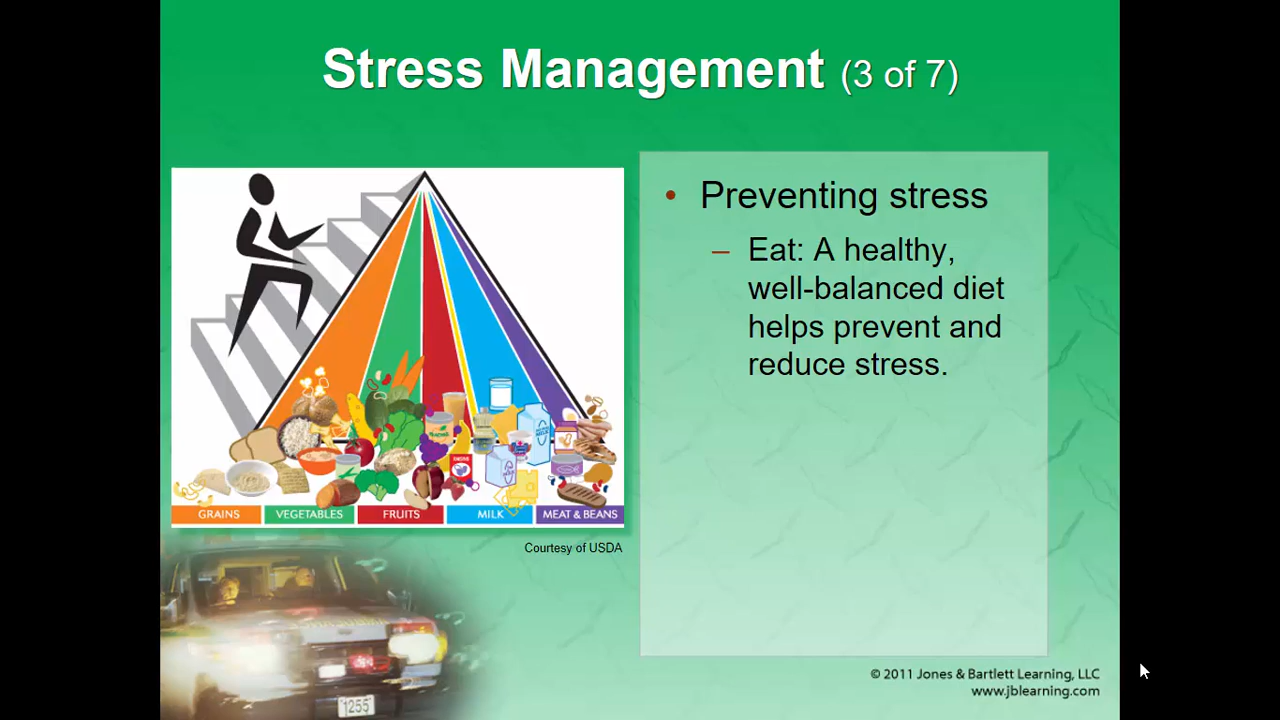 Stress Management (3 of 7)
• Preventing stress
– Eat: A healthy,
well-balanced diet
helps prevent and
reduce stress.
GRAINS VEGETABLES FRUITS MILK MEAT & BEANS
Courtesy of USDA
1255
© 2011 Jones & Bartlett Learning, LLC
www.jblearning.com